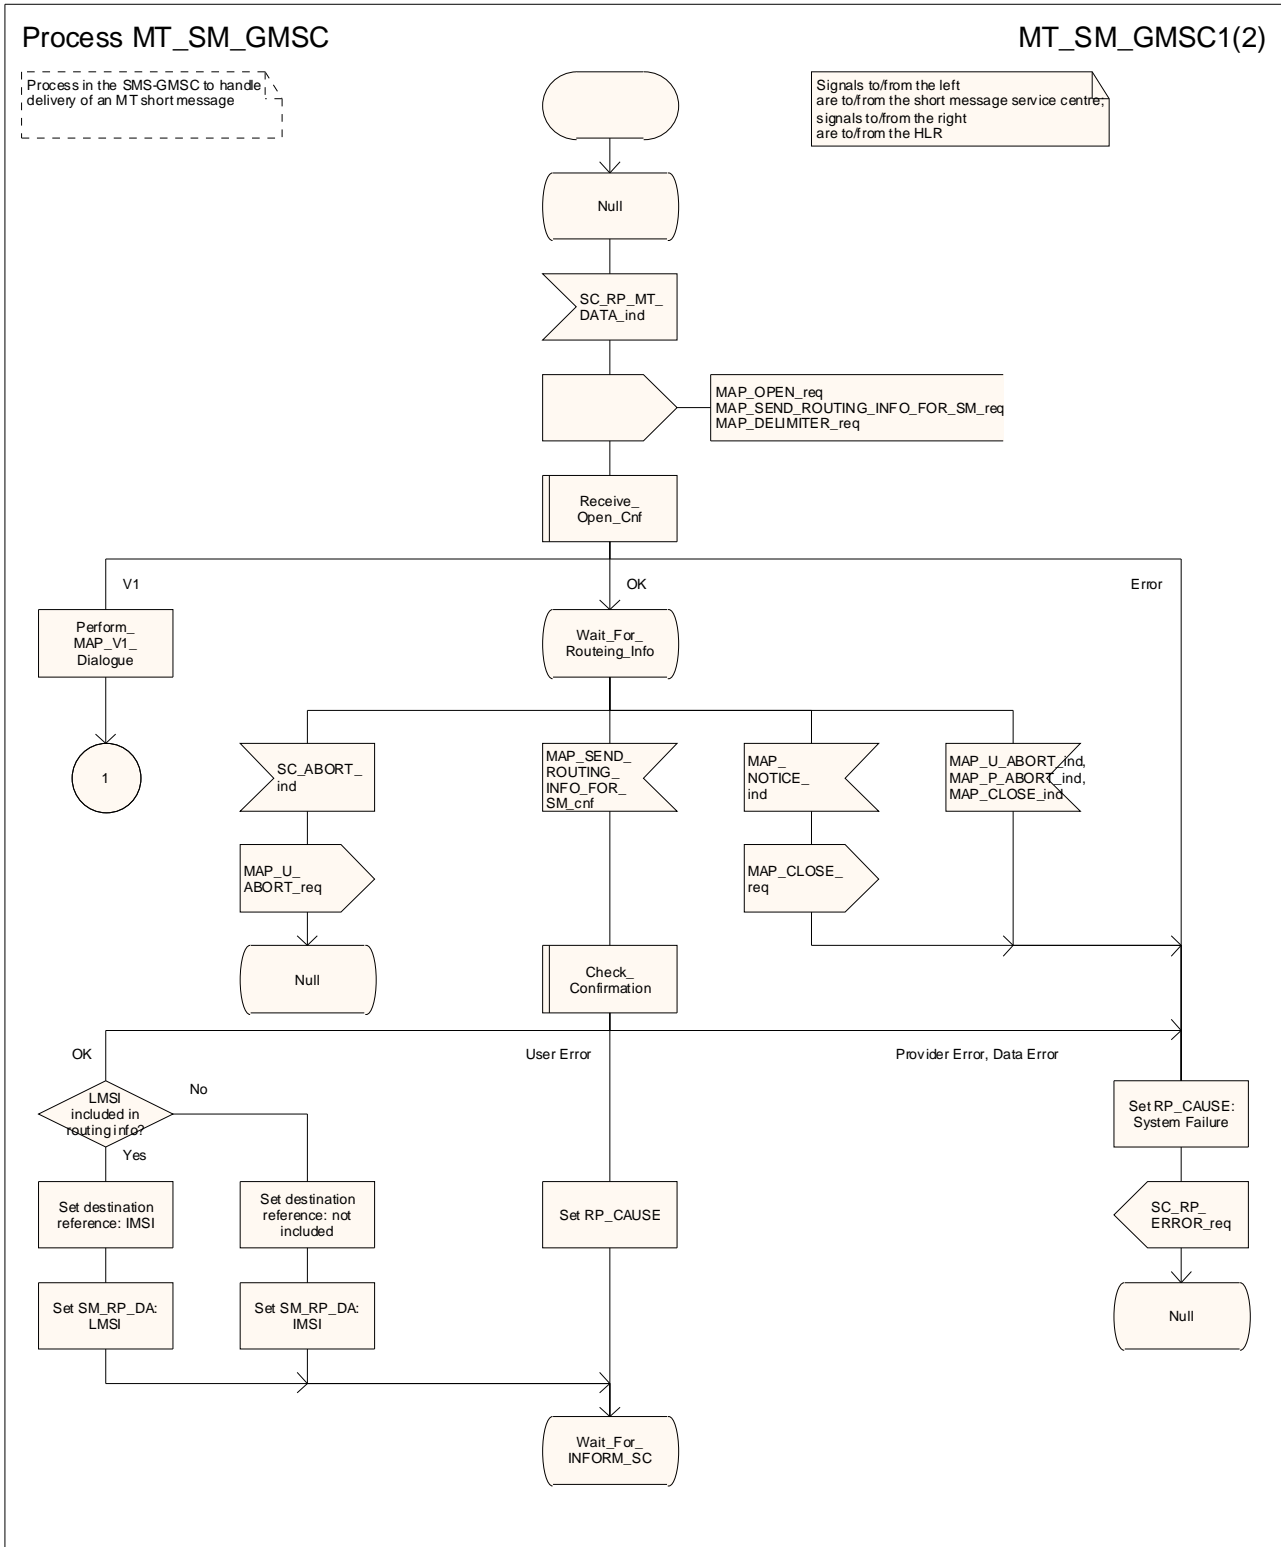 Process MT_SM_GMSC
MT_SM_GMSC1(2)
Process in the SMS-GMSC to handle
delivery of an MT short message
Signals to/from the left
are to/from the short message service centre;
signals to/from the right
are to/from the HLR
Null
SC_RP_MT_
DATA_ind
MAP_OPEN_req
MAP_SEND_ROUTING_INFO_FOR_SM_req
MAP_DELIMITER_req
Receive_
Open_Cnf
V1
OK
Error
Perform_
MAP_V1_
Dialogue
Wait_For_
Routeing_Info
1
SC_ABORT_
ind
MAP_SEND_
ROUTING_
INFO_FOR_
SM_cnf
MAP_
NOTICE_
ind
MAP_U_ABORT_ind,
MAP_P_ABORT_ind,
MAP_CLOSE_ind
MAP_U_
ABORT_req
MAP_CLOSE_
req
Null
Check_
Confirmation
OK
User Error
Provider Error, Data Error
LMSI
included in
routing info?
No
Yes
Set RP_CAUSE:
System Failure
Set destination
reference: IMSI
Set destination
reference: not
included
Set RP_CAUSE
SC_RP_
ERROR_req
Set SM_RP_DA:
LMSI
Set SM_RP_DA:
IMSI
Null
Wait_For_
INFORM_SC